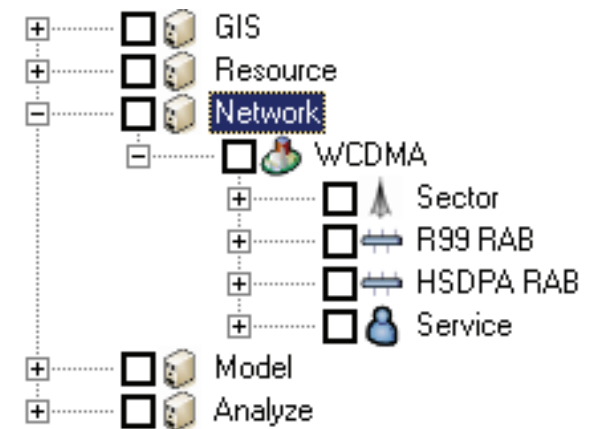 GIS
Resource
Network
WCDMA
Sector
R99 RAB
HSDPA RAB
Service
Model
Analyze